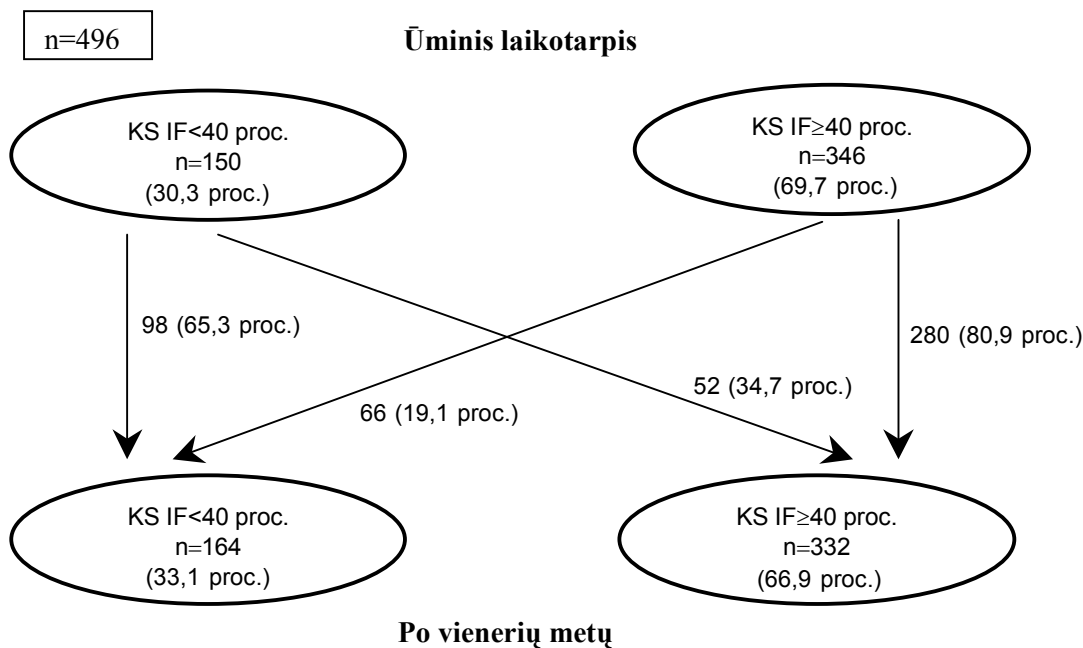 n=496
Ūminis laikotarpis
KS IF<40 proc.
n=150
(30,3 proc.)
KS IF≥40 proc.
n=346
(69,7 proc.)
98 (65,3 proc.)
280 (80,9 proc.)
52 (34,7 proc.)
66 (19,1 proc.)
KS IF<40 proc.
n=164
(33,1 proc.)
KS IF≥40 proc.
n=332
(66,9 proc.)
Po vienerių metų